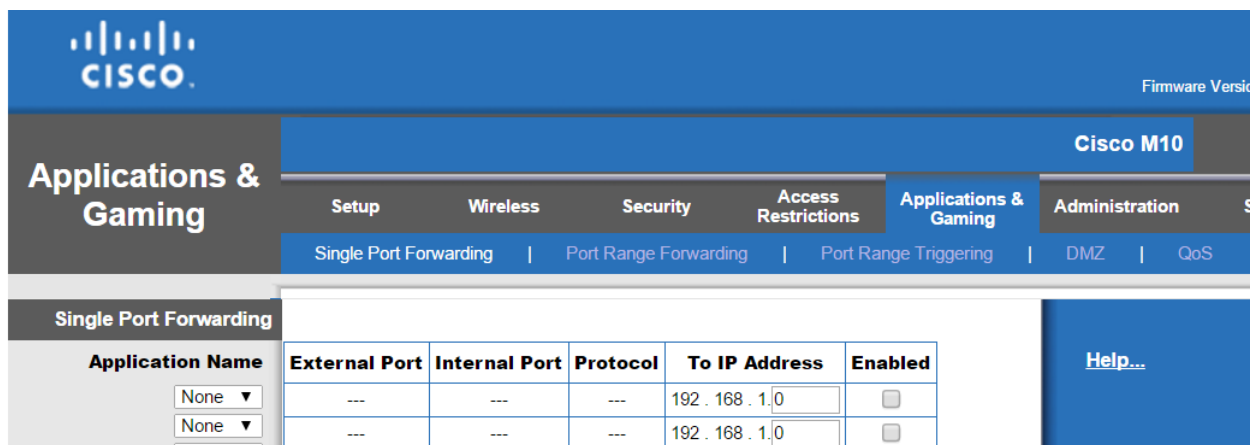 CISCO.
Firmware
Cisco M10
Applications &
Gaming
Setup Wireless Security Access
Restrictions Applications &
Gaming Administration
Single Port Forwarding | Port Range Forwarding | Port Range Triggering | DMZ | QoS
Single Port Forwarding
Application Name External Port Internal Port Protocol To IP Address Enabled
None --- --- --- 192 . 168 . 1. 0
None --- --- --- 192 . 168 . 1. 0
Help...